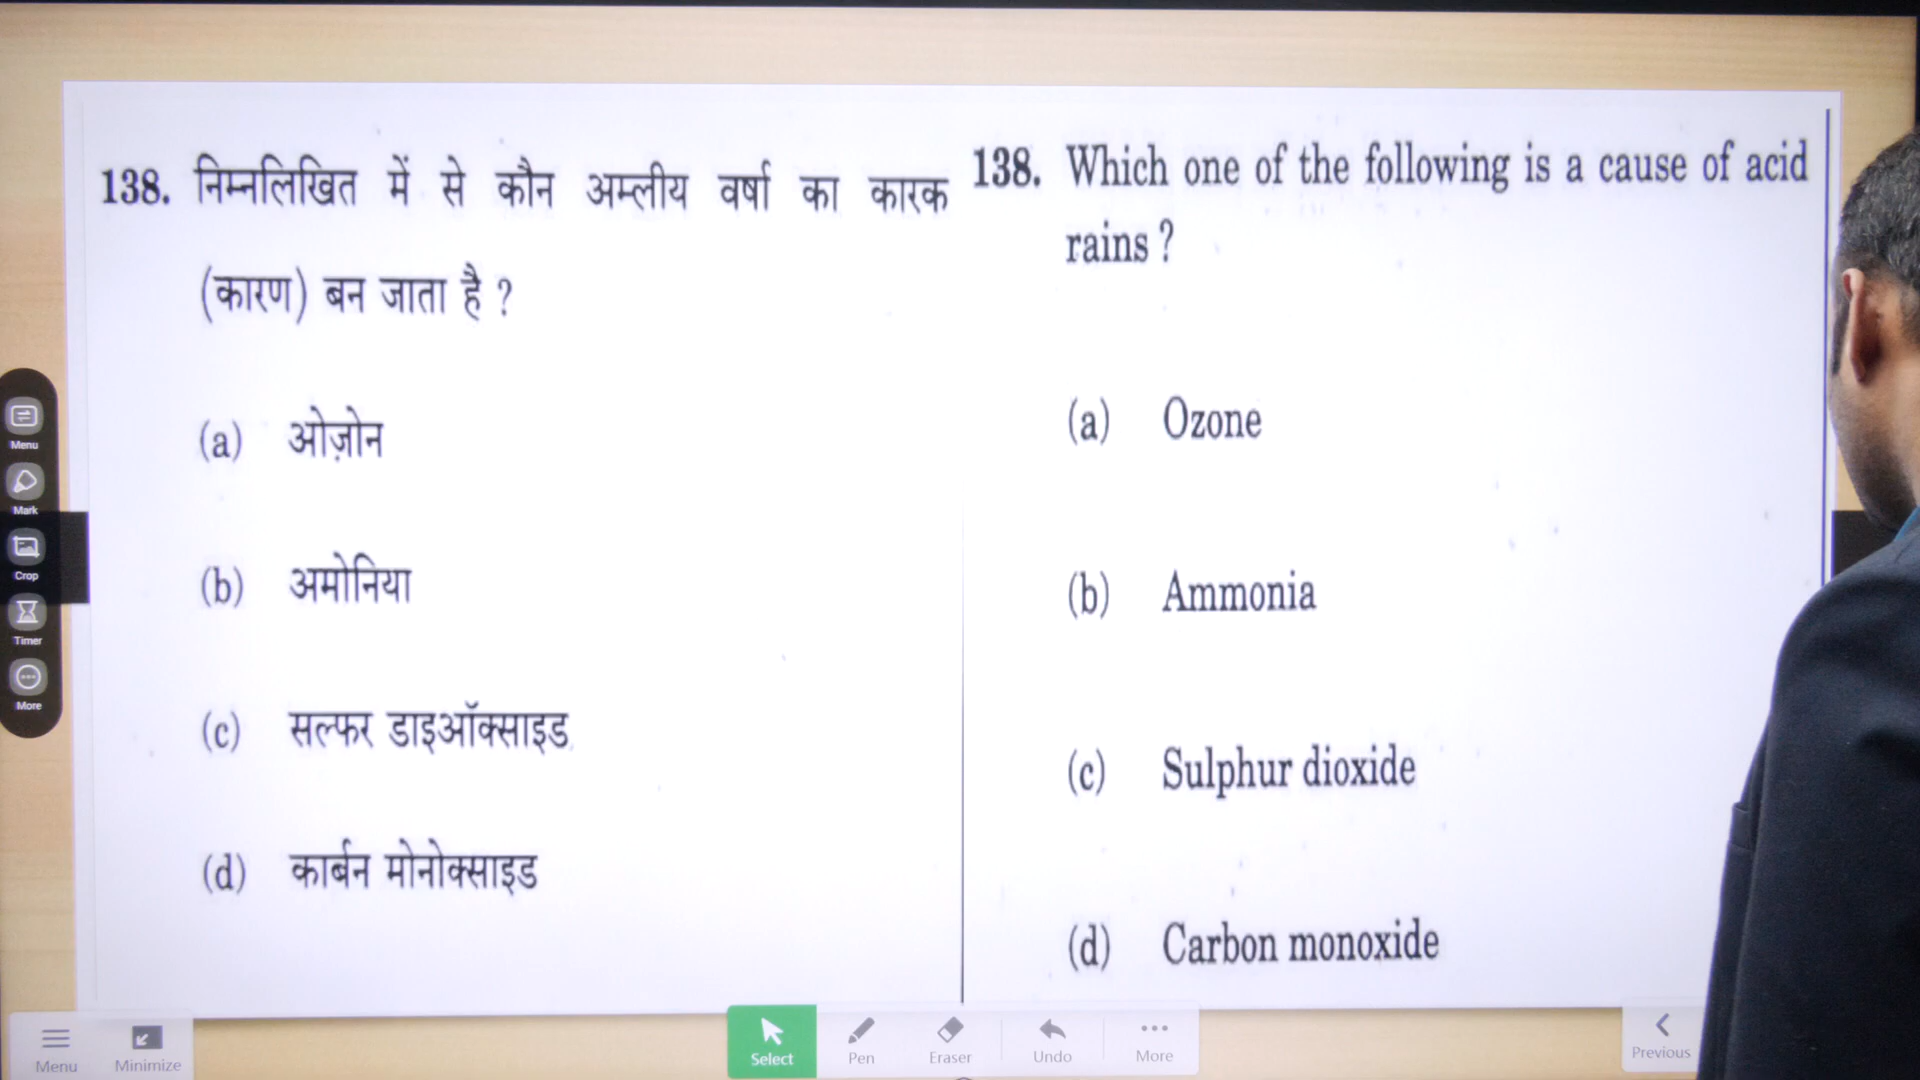 138. निम्नलिखित में से कौन अम्लीय वर्षा का कारक
(कारण) बन जाता है ?
(a) ओज़ोन
(b) अमोनिया
(c) सल्फर डाइऑक्साइड
(d) कार्बन मोनोक्साइड
138. Which one of the following is a cause of acid
rains ?
(a) Ozone
(b) Ammonia
(c) Sulphur dioxide
(d) Carbon monoxide
Menu
Mark
Crop
Timer
More
Menu
Minimize
Select
Pen
Eraser
Undo
More
Previous